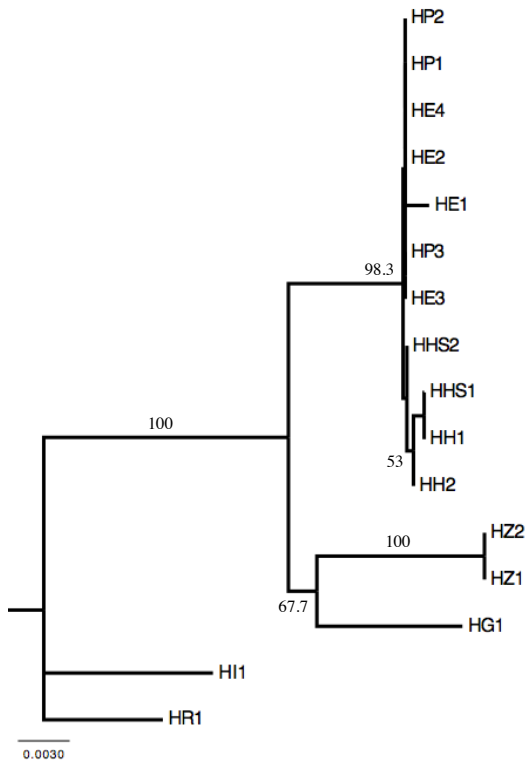 HP2
HP1
HE4
HE2
HE1
HP3
98.3
HE3
HHS2
HHS1
100
HH1
53
HH2
HZ2
100
HZ1
67.7
HG1
HI1
HR1
0.0030